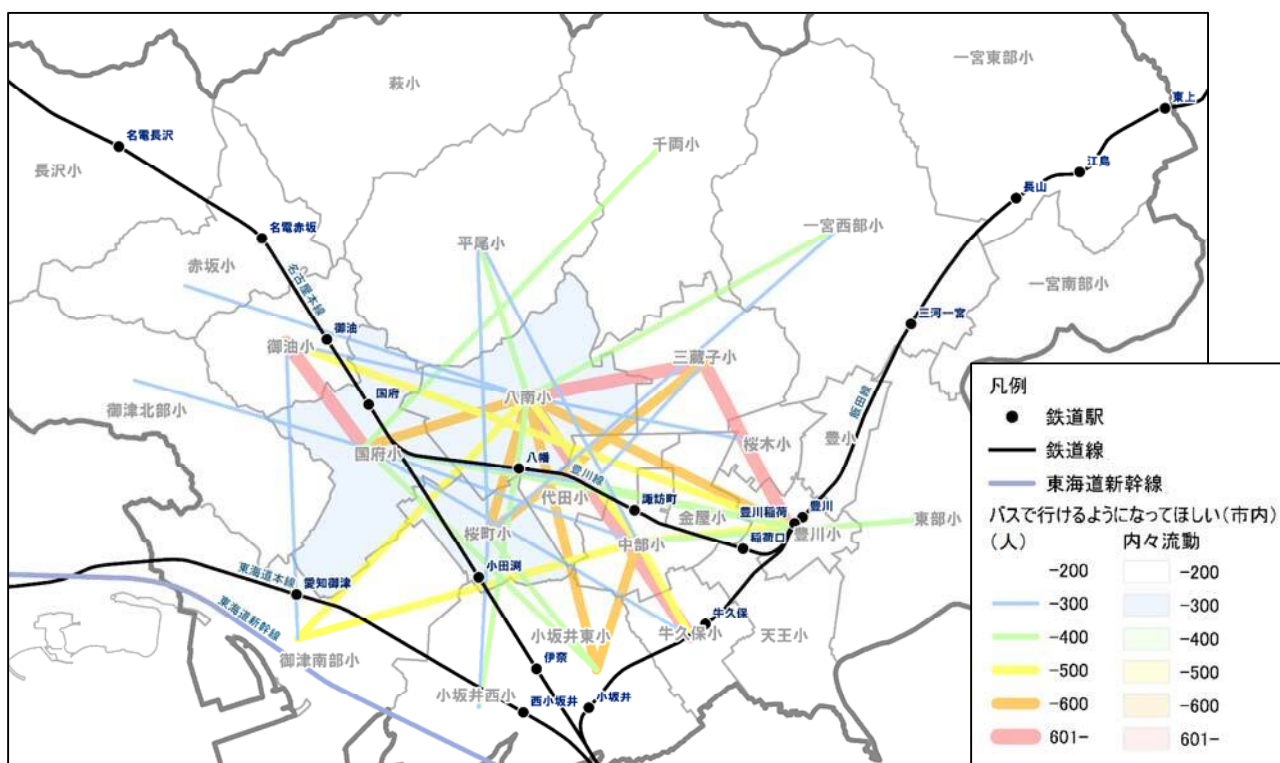 萩小
一宮東部小
東上
名電長沢
千両小
長沢小
江島
長山
一宮西部小
名電赤坂
平尾小
赤坂小
一宮南部小
名古屋本線
三河一宮
御油
御油小
三蔵子小
八南小
飯田線
国府
御津北部小
桜木小
豊小
国府小
八幡
豊川線
代田小
諏訪町
金屋小
豊川稲荷
豊川
桜町小
稲荷口
豊川小
東部小
中部小
小田渕
東海道本線
愛知御津
東海道新幹線
牛久保
小坂井東小
牛久保小
天王小
御津南部小
伊奈
小坂井西小
西小坂井
小坂井
凡例
鉄道駅
鉄道線
東海道新幹線
バスで行けるようになってほしい(市内)
(人) 内々流動
-200 -200
-300 -300
-400 -400
-500 -500
-600 -600
601- 601-